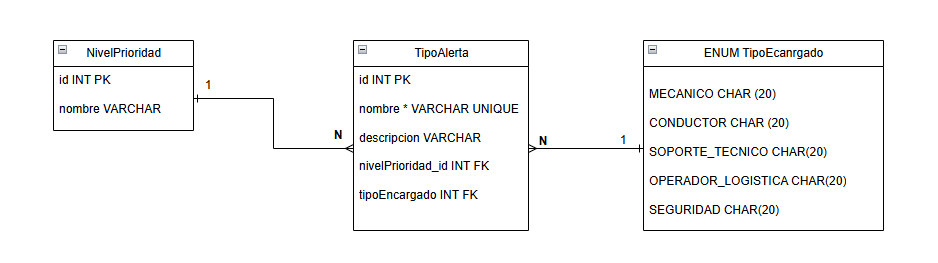 NivelPrioridad
id INT PK
nombre VARCHAR
1
N
TipoAlerta
id INT PK
nombre * VARCHAR UNIQUE
descripcion VARCHAR
nivelPrioridad_id INT FK
tipoEncargado INT FK
N
1
ENUM TipoEcanrgado
MECANICO CHAR (20)
CONDUCTOR CHAR (20)
SOPORTE_TECNICO CHAR(20)
OPERADOR_LOGISTICA CHAR(20)
SEGURIDAD CHAR(20)